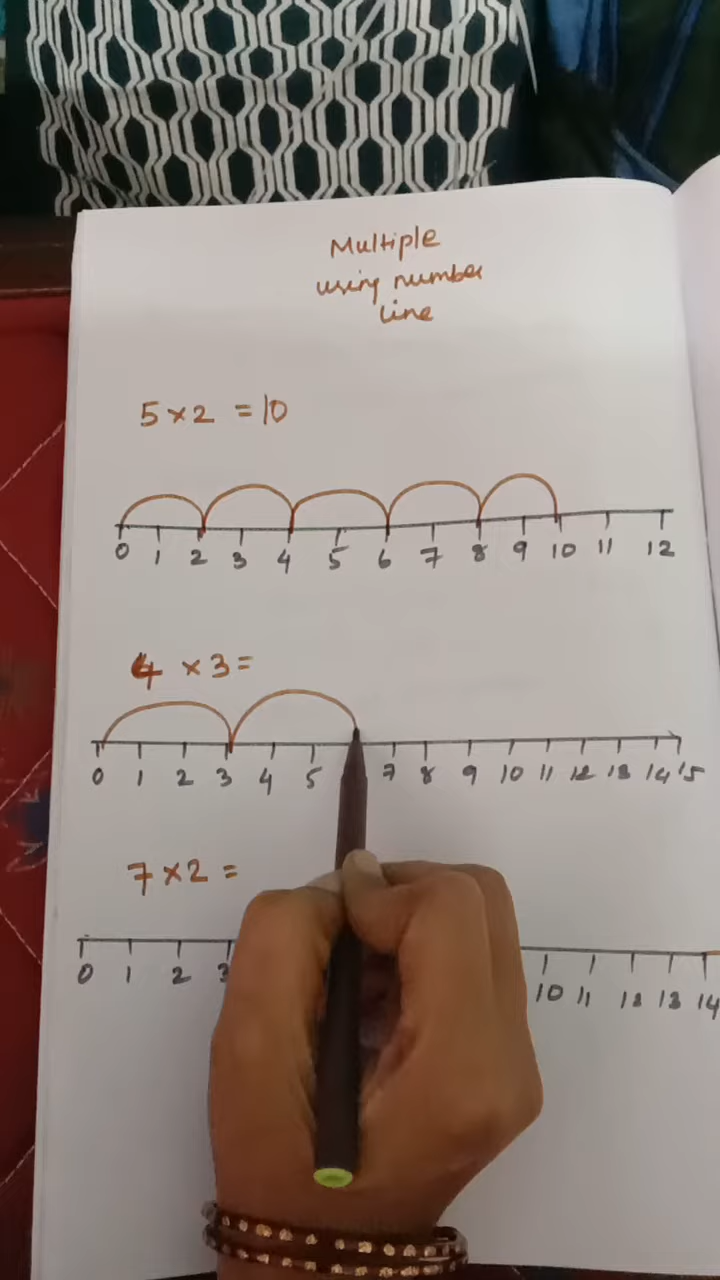 Multiple
using number
line
5 × 2 = 10
0 1 2 3 4 5 6 7 8 9 10 11 12
4 × 3 =
0 1 2 3 4 5 7 8 9 10 11 12 13 14 15
7 × 2 =
0 1 2 3 10 11 12 13 14